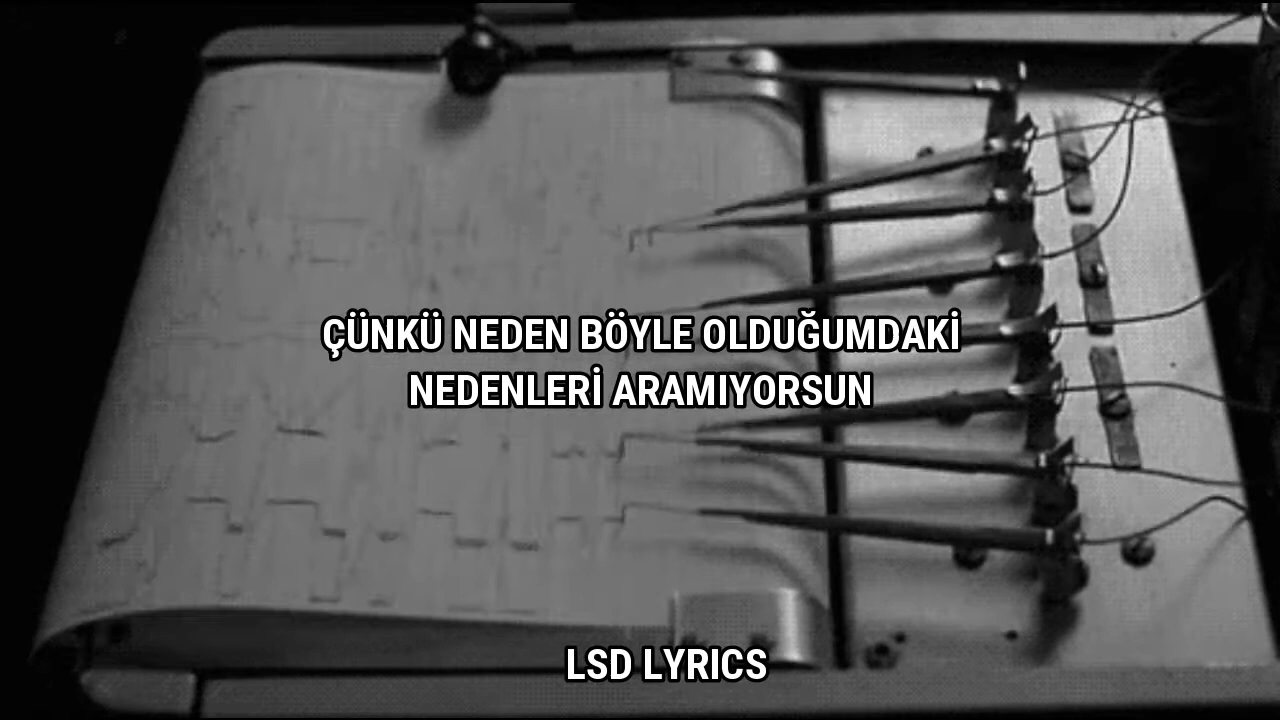 ÇÜNKÜ NEDEN BÖYLE OLDUĞUMDAKİ
NEDENLERİ ARAMIYORSUN
LSD LYRICS